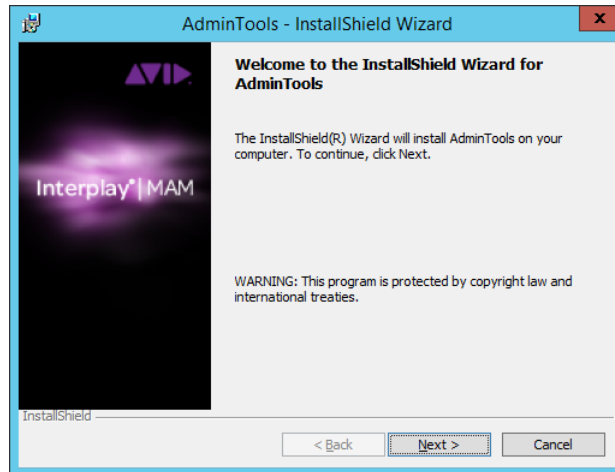 AdminTools - InstallShield Wizard
x
AVID
Interplay® | MAM
Welcome to the InstallShield Wizard for
AdminTools
The InstallShield(R) Wizard will install AdminTools on your
computer. To continue, click Next.
WARNING: This program is protected by copyright law and
international treaties.
InstallShield
< Back
Next >
Cancel